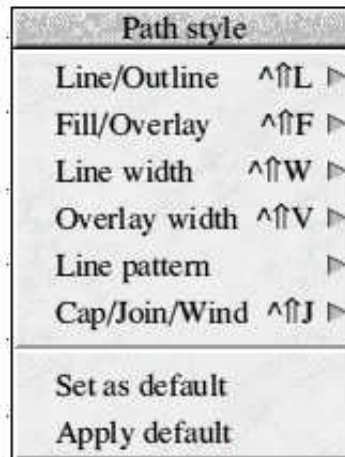 Path style
Line/Outline ^⇑L
Fill/Overlay ^⇑F
Line width ^⇑W
Overlay width ^⇑V
Line pattern
Cap/Join/Wind ^⇑J
Set as default
Apply default